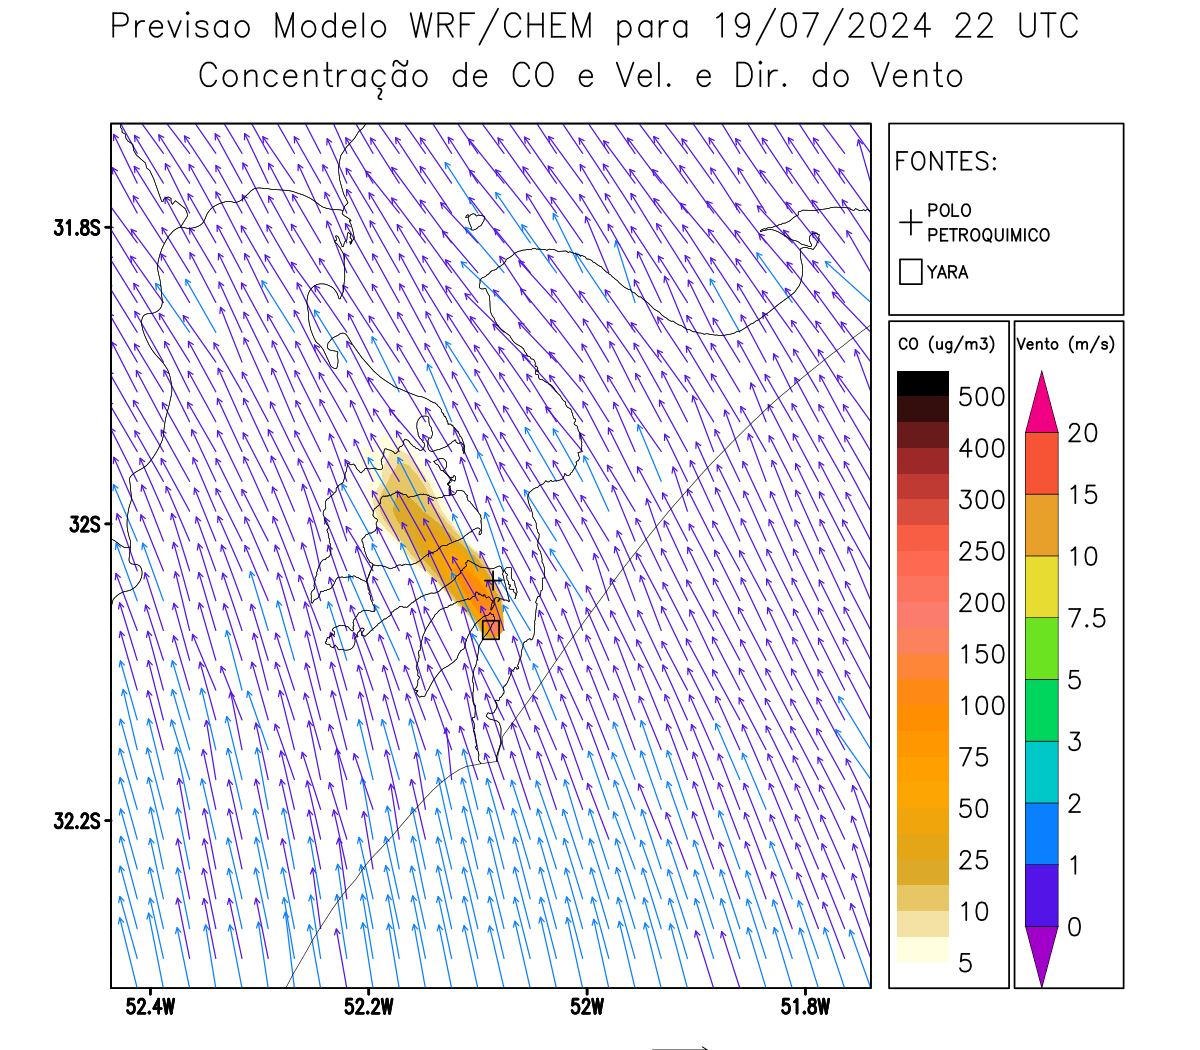 Previsao Modelo WRF/CHEM para 19/07/2024 22 UTC
Concentração de CO e Vel. e Dir. do Vento
FONTES:
POLO
PETROQUIMICO
YARA
CO (ug/m3)
500
400
300
250
200
150
100
75
50
25
10
5
Vento (m/s)
20
15
10
7.5
5
3
2
1
0
31.8S
32S
32.2S
52.4W
52.2W
52W
51.8W